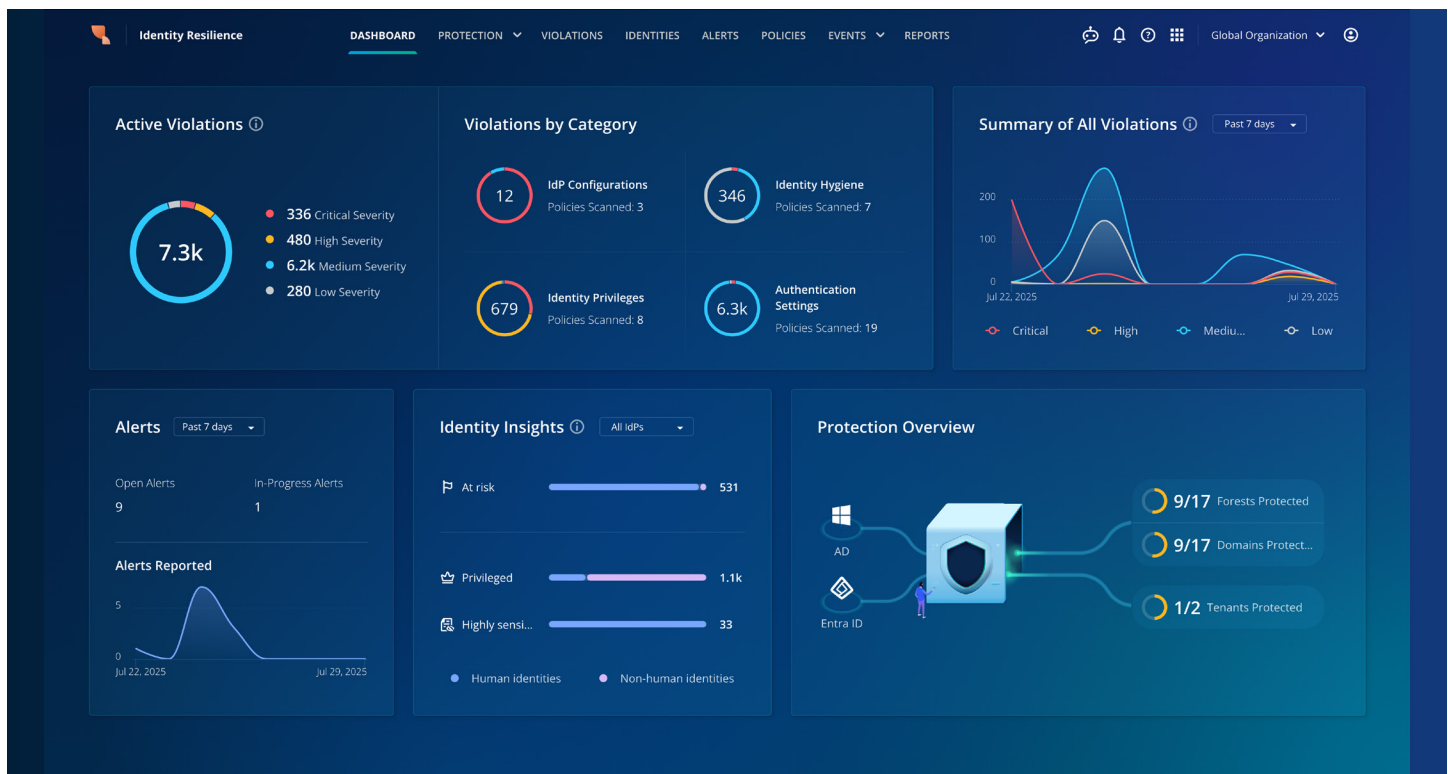 Identity Resilience
DASHBOARD PROTECTION VIOLATIONS IDENTITIES ALERTS POLICIES EVENTS REPORTS
Global Organization
Active Violations
7.3k
336 Critical Severity
480 High Severity
6.2k Medium Severity
280 Low Severity
Violations by Category
12
IdP Configurations
Policies Scanned: 3
346
Identity Hygiene
Policies Scanned: 7
679
Identity Privileges
Policies Scanned: 8
6.3k
Authentication
Settings
Policies Scanned: 19
Summary of All Violations
Past 7 days
200
100
0
Jul 22, 2025 Jul 29, 2025
Critical High Mediu... Low
Alerts
Past 7 days
Open Alerts In-Progress Alerts
9 1
Alerts Reported
5
0
Jul 22, 2025 Jul 29, 2025
Identity Insights
All IdPs
At risk 531
Privileged 1.1k
Highly sensi... 33
Human identities Non-human identities
Protection Overview
AD
Entra ID
9/17 Forests Protected
9/17 Domains Protect...
1/2 Tenants Protected